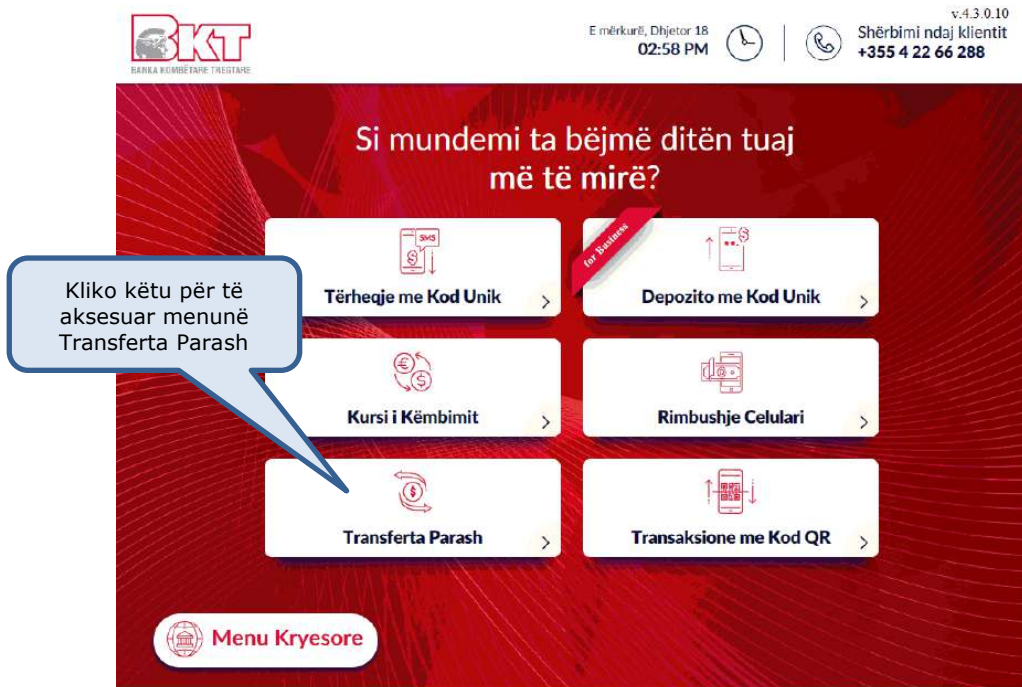 v.4.3.0.10
BKT
BANKA KOMBËTARE TREGTARE
E mërkurë, Dhjetor 18
02:58 PM
Shërbimi ndaj klientit
+355 4 22 66 288
Si mundemi ta bëjmë ditën tuaj
më të mirë?
SMS
Tërheqje me Kod Unik
for Business
Depozito me Kod Unik
Kliko këtu për të
aksesuar menunë
Transferta Parash
Kursi i Këmbimit
Rimbushje Celulari
Transferta Parash
Transaksione me Kod QR
Menu Kryesore